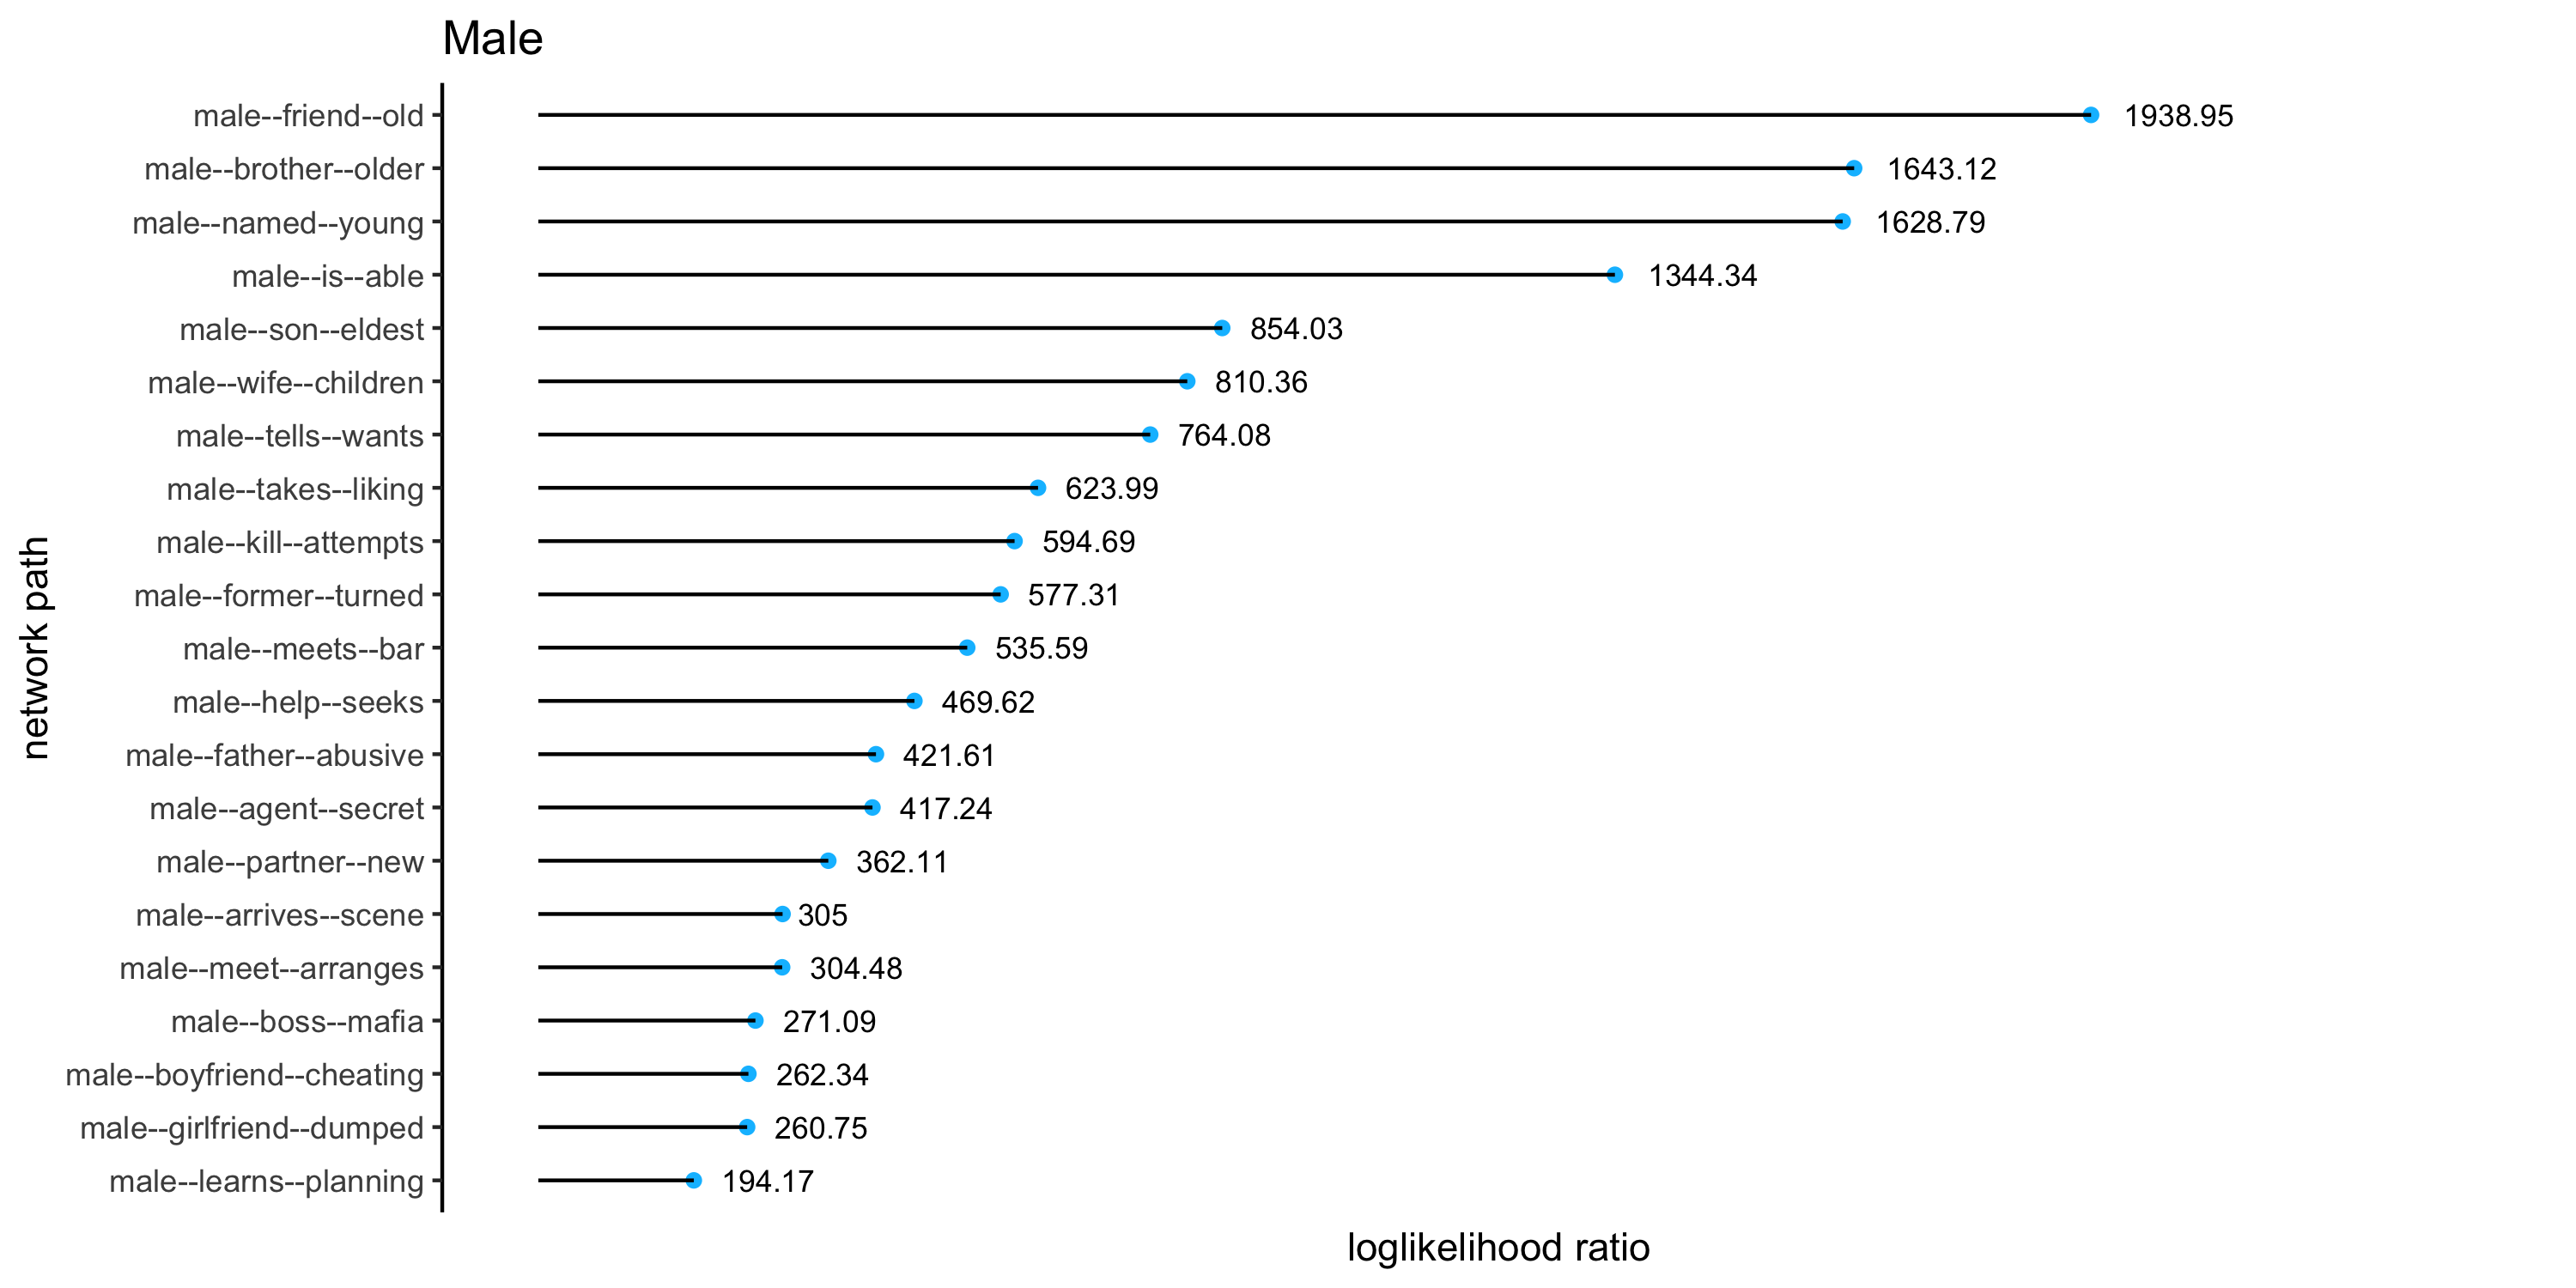 Male
male--friend--old 1938.95
male--brother--older 1643.12
male--named--young 1628.79
male--is--able 1344.34
male--son--eldest 854.03
male--wife--children 810.36
male--tells--wants 764.08
male--takes--liking 623.99
male--kill--attempts 594.69
male--former--turned 577.31
male--meets--bar 535.59
male--help--seeks 469.62
male--father--abusive 421.61
male--agent--secret 417.24
male--partner--new 362.11
male--arrives--scene 305
male--meet--arranges 304.48
male--boss--mafia 271.09
male--boyfriend--cheating 262.34
male--girlfriend--dumped 260.75
male--learns--planning 194.17
network path
loglikelihood ratio